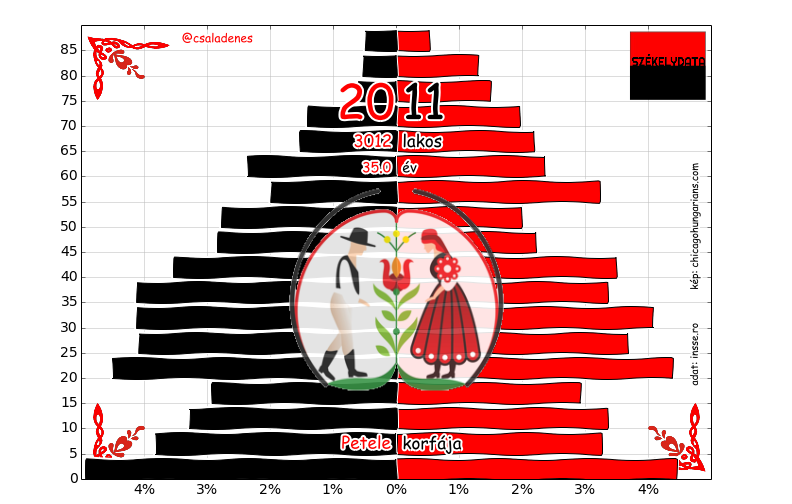 @csaladenes
SZÉKELYDATA
2011
3012 lakos
35.0 év
kép: chicagohungarians.com
adat: insse.ro
Petele korfája
85
80
75
70
65
60
55
50
45
40
35
30
25
20
15
10
5
0
4% 3% 2% 1% 0% 1% 2% 3% 4%